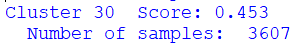 Cluster 30  Score: 0.453
  Number of samples:  3607